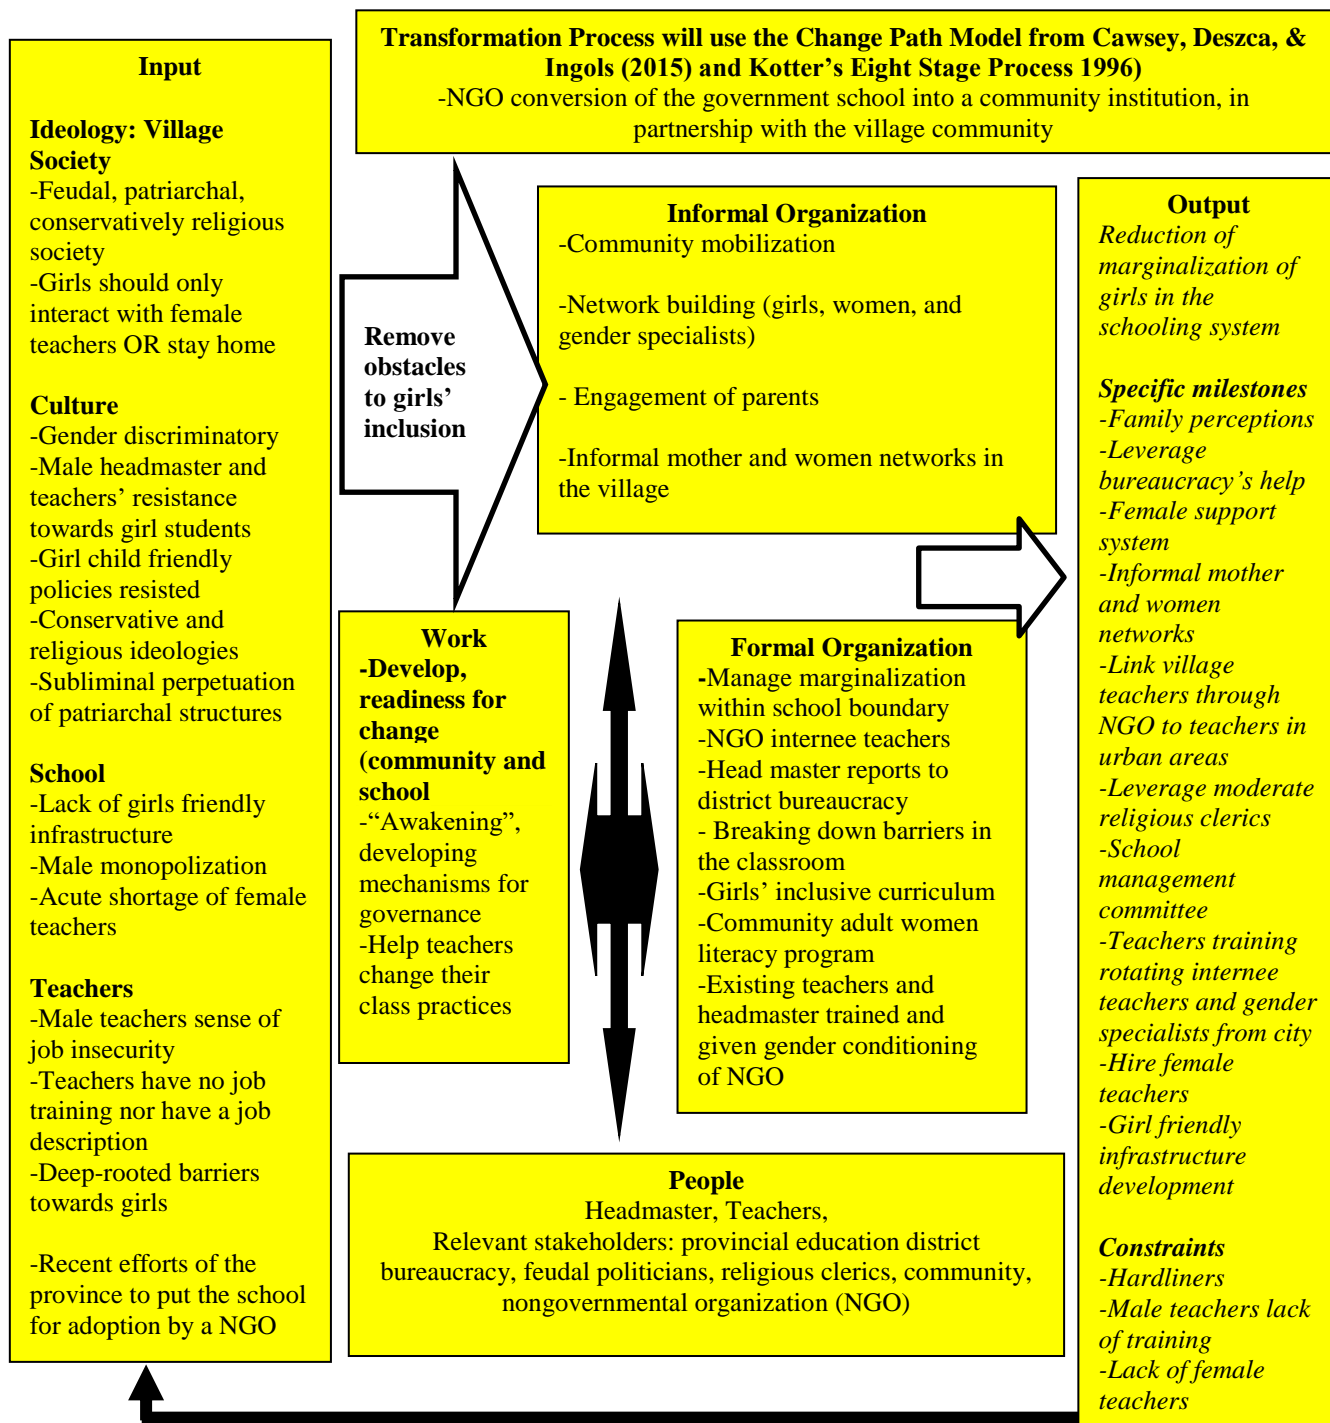 Transformation Process will use the Change Path Model from Cawsey, Deszca, &
Ingols (2015) and Kotter's Eight Stage Process 1996)
-NGO conversion of the government school into a community institution, in
partnership with the village community
Input
Ideology: Village
Society
-Feudal, patriarchal,
conservatively religious
society
-Girls should only
interact with female
teachers OR stay home
Culture
-Gender discriminatory
-Male headmaster and
teachers' resistance
towards girl students
-Girl child friendly
policies resisted
-Conservative and
religious ideologies
-Subliminal perpetuation
of patriarchal structures
School
-Lack of girls friendly
infrastructure
-Male monopolization
-Acute shortage of female
teachers
Teachers
-Male teachers sense of
job insecurity
-Teachers have no job
training nor have a job
description
-Deep-rooted barriers
towards girls
-Recent efforts of the
province to put the school
for adoption by a NGO
Remove
obstacles
to girls'
inclusion
Informal Organization
-Community mobilization
-Network building (girls, women, and
gender specialists)
- Engagement of parents
-Informal mother and women networks in
the village
Work
-Develop,
readiness for
change
(community and
school
-“Awakening”,
developing
mechanisms for
governance
-Help teachers
change their
class practices
Formal Organization
-Manage marginalization
within school boundary
-NGO internee teachers
-Head master reports to
district bureaucracy
- Breaking down barriers in
the classroom
-Girls' inclusive curriculum
-Community adult women
literacy program
-Existing teachers and
headmaster trained and
given gender conditioning
of NGO
People
Headmaster, Teachers,
Relevant stakeholders: provincial education district
bureaucracy, feudal politicians, religious clerics, community,
nongovernmental organization (NGO)
Output
Reduction of
marginalization of
girls in the
schooling system
Specific milestones
-Family perceptions
-Leverage
bureaucracy's help
-Female support
system
-Informal mother
and women
networks
-Link village
teachers through
NGO to teachers in
urban areas
-Leverage moderate
religious clerics
-School
management
committee
-Teachers training
rotating internee
teachers and gender
specialists from city
-Hire female
teachers
-Girl friendly
infrastructure
development
Constraints
-Hardliners
-Male teachers lack
of training
-Lack of female
teachers